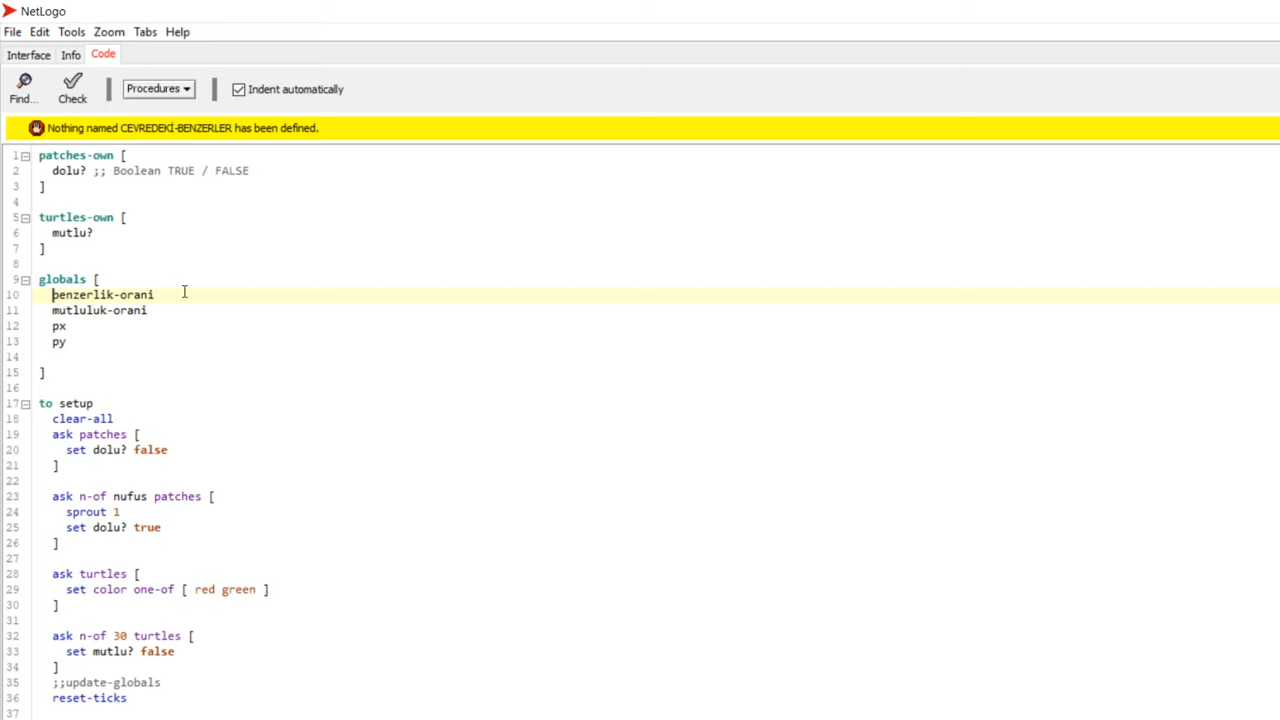 NetLogo
File Edit Tools Zoom Tabs Help
Interface Info Code
Find... Check Procedures Indent automatically
Nothing named CEVREDEKİ-BENZERLER has been defined.
1 patches-own [
2 dolu? ;; Boolean TRUE / FALSE
3 ]
4
5 turtles-own [
6 mutlu?
7 ]
8
9 globals [
10 benzerlik-orani
11 mutluluk-orani
12 px
13 py
14
15 ]
16
17 to setup
18 clear-all
19 ask patches [
20 set dolu? false
21 ]
22
23 ask n-of nufus patches [
24 sprout 1
25 set dolu? true
26 ]
27
28 ask turtles [
29 set color one-of [ red green ]
30 ]
31
32 ask n-of 30 turtles [
33 set mutlu? false
34 ]
35 ;;update-globals
36 reset-ticks
37